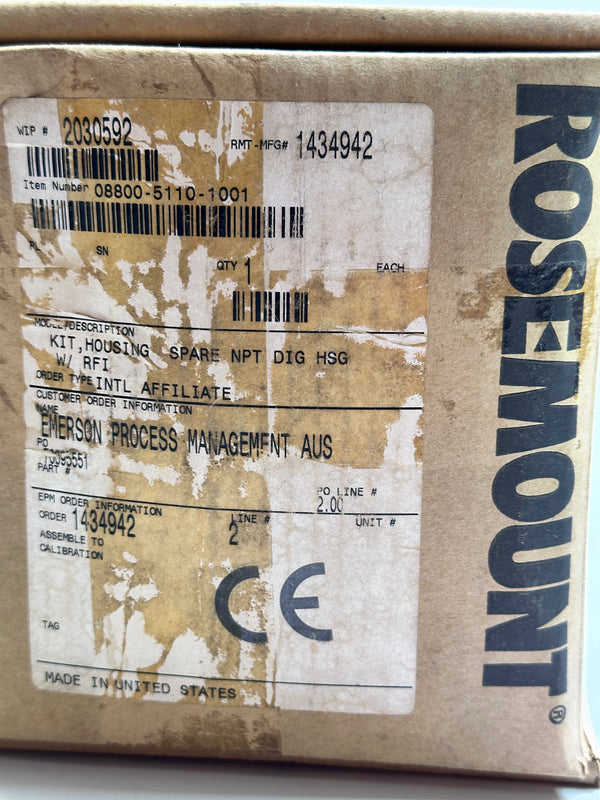 WIP # 2030592
RMT-MFG# 1434942
Item Number 08800-5110-1001
PL SN
QTY 1 EACH
MODEL/DESCRIPTION
KIT,HOUSING SPARE NPT DIG HSG
W/ RFI
ORDER TYPE INTL AFFILIATE
CUSTOMER ORDER INFORMATION
NAME
EMERSON PROCESS MANAGEMENT AUS
PO
PART #
PO LINE #
2.00
EPM ORDER INFORMATION
ORDER 1434942 LINE # 2 UNIT #
ASSEMBLE TO
CALIBRATION
CE
TAG
MADE IN UNITED STATES
ROSEMOUNT®